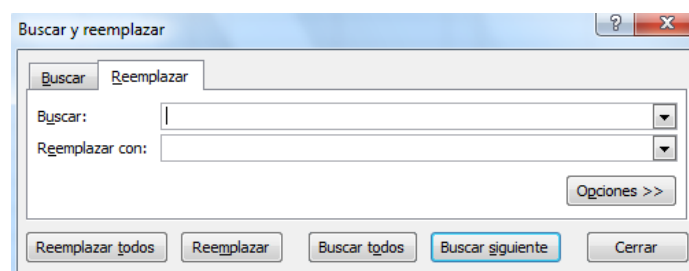 Buscar y reemplazar
Buscar Reemplazar
Buscar:
Reemplazar con:
Opciones >>
Reemplazar todos Reemplazar Buscar todos Buscar siguiente Cerrar